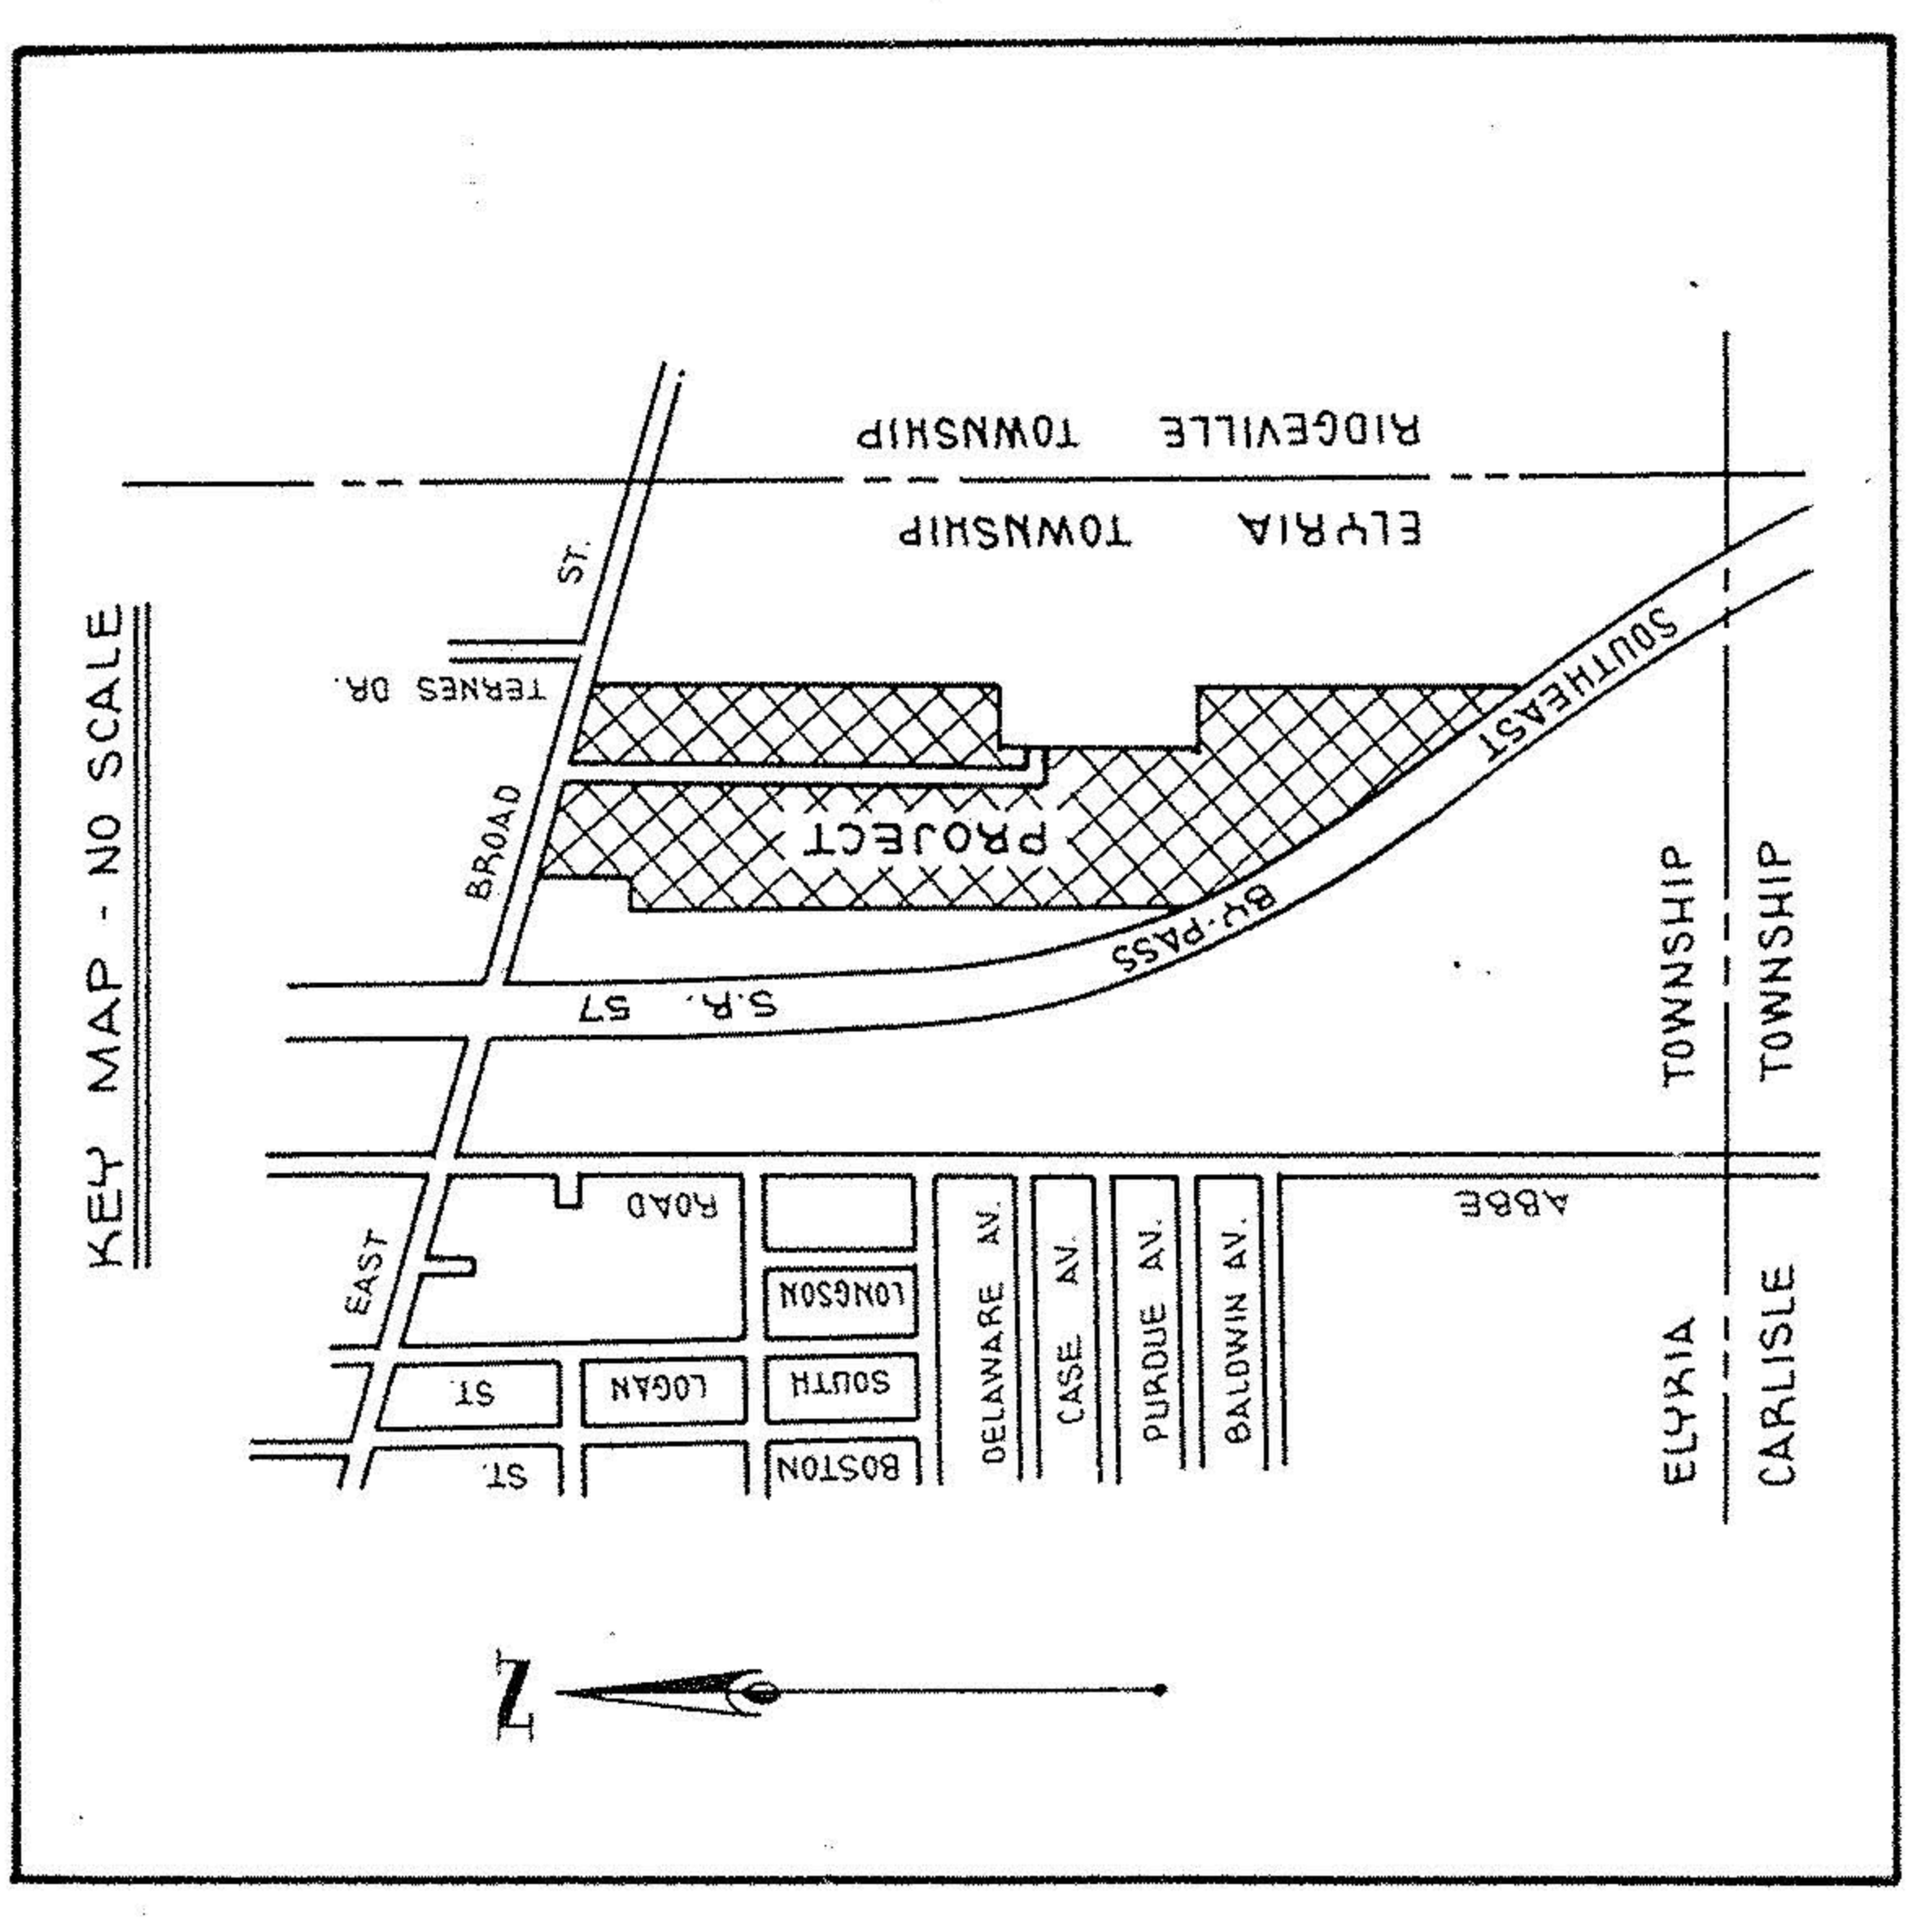 KEY MAP - NO SCALE
RIDGEVILLE TOWNSHIP
ELYRIA TOWNSHIP
EAST BROAD ST.
TERNES DR.
PROJECT
S.R. 57
SOUTHEAST BY-PASS
ABBE ROAD
LONGSON
SOUTH LOGAN ST.
BOSTON ST.
DELAWARE AV.
CASE AV.
PURDUE AV.
BALDWIN AV.
ELYRIA TOWNSHIP
CARLISLE TOWNSHIP
N